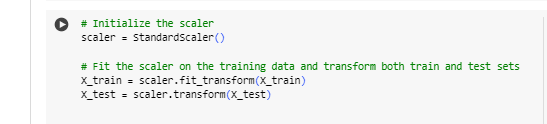 # Initialize the scaler
scaler = StandardScaler()
# Fit the scaler on the training data and transform both train and test sets
X_train = scaler.fit_transform(X_train)
X_test = scaler.transform(X_test)